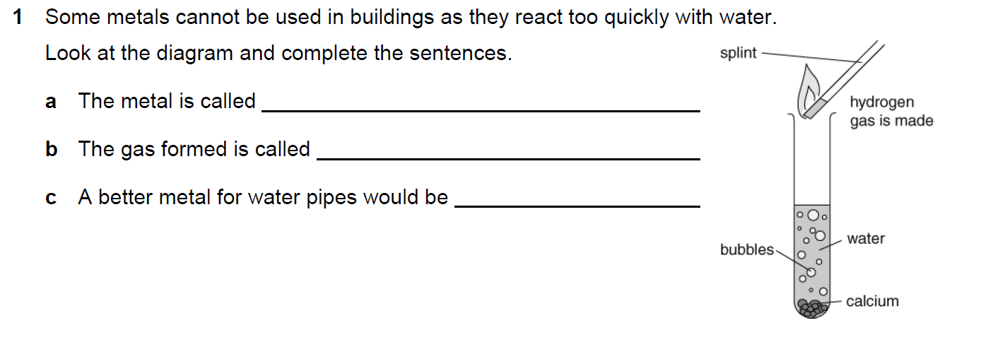 1 Some metals cannot be used in buildings as they react too quickly with water.
Look at the diagram and complete the sentences.
a The metal is called
b The gas formed is called
c A better metal for water pipes would be
splint
hydrogen
gas is made
water
bubbles
calcium